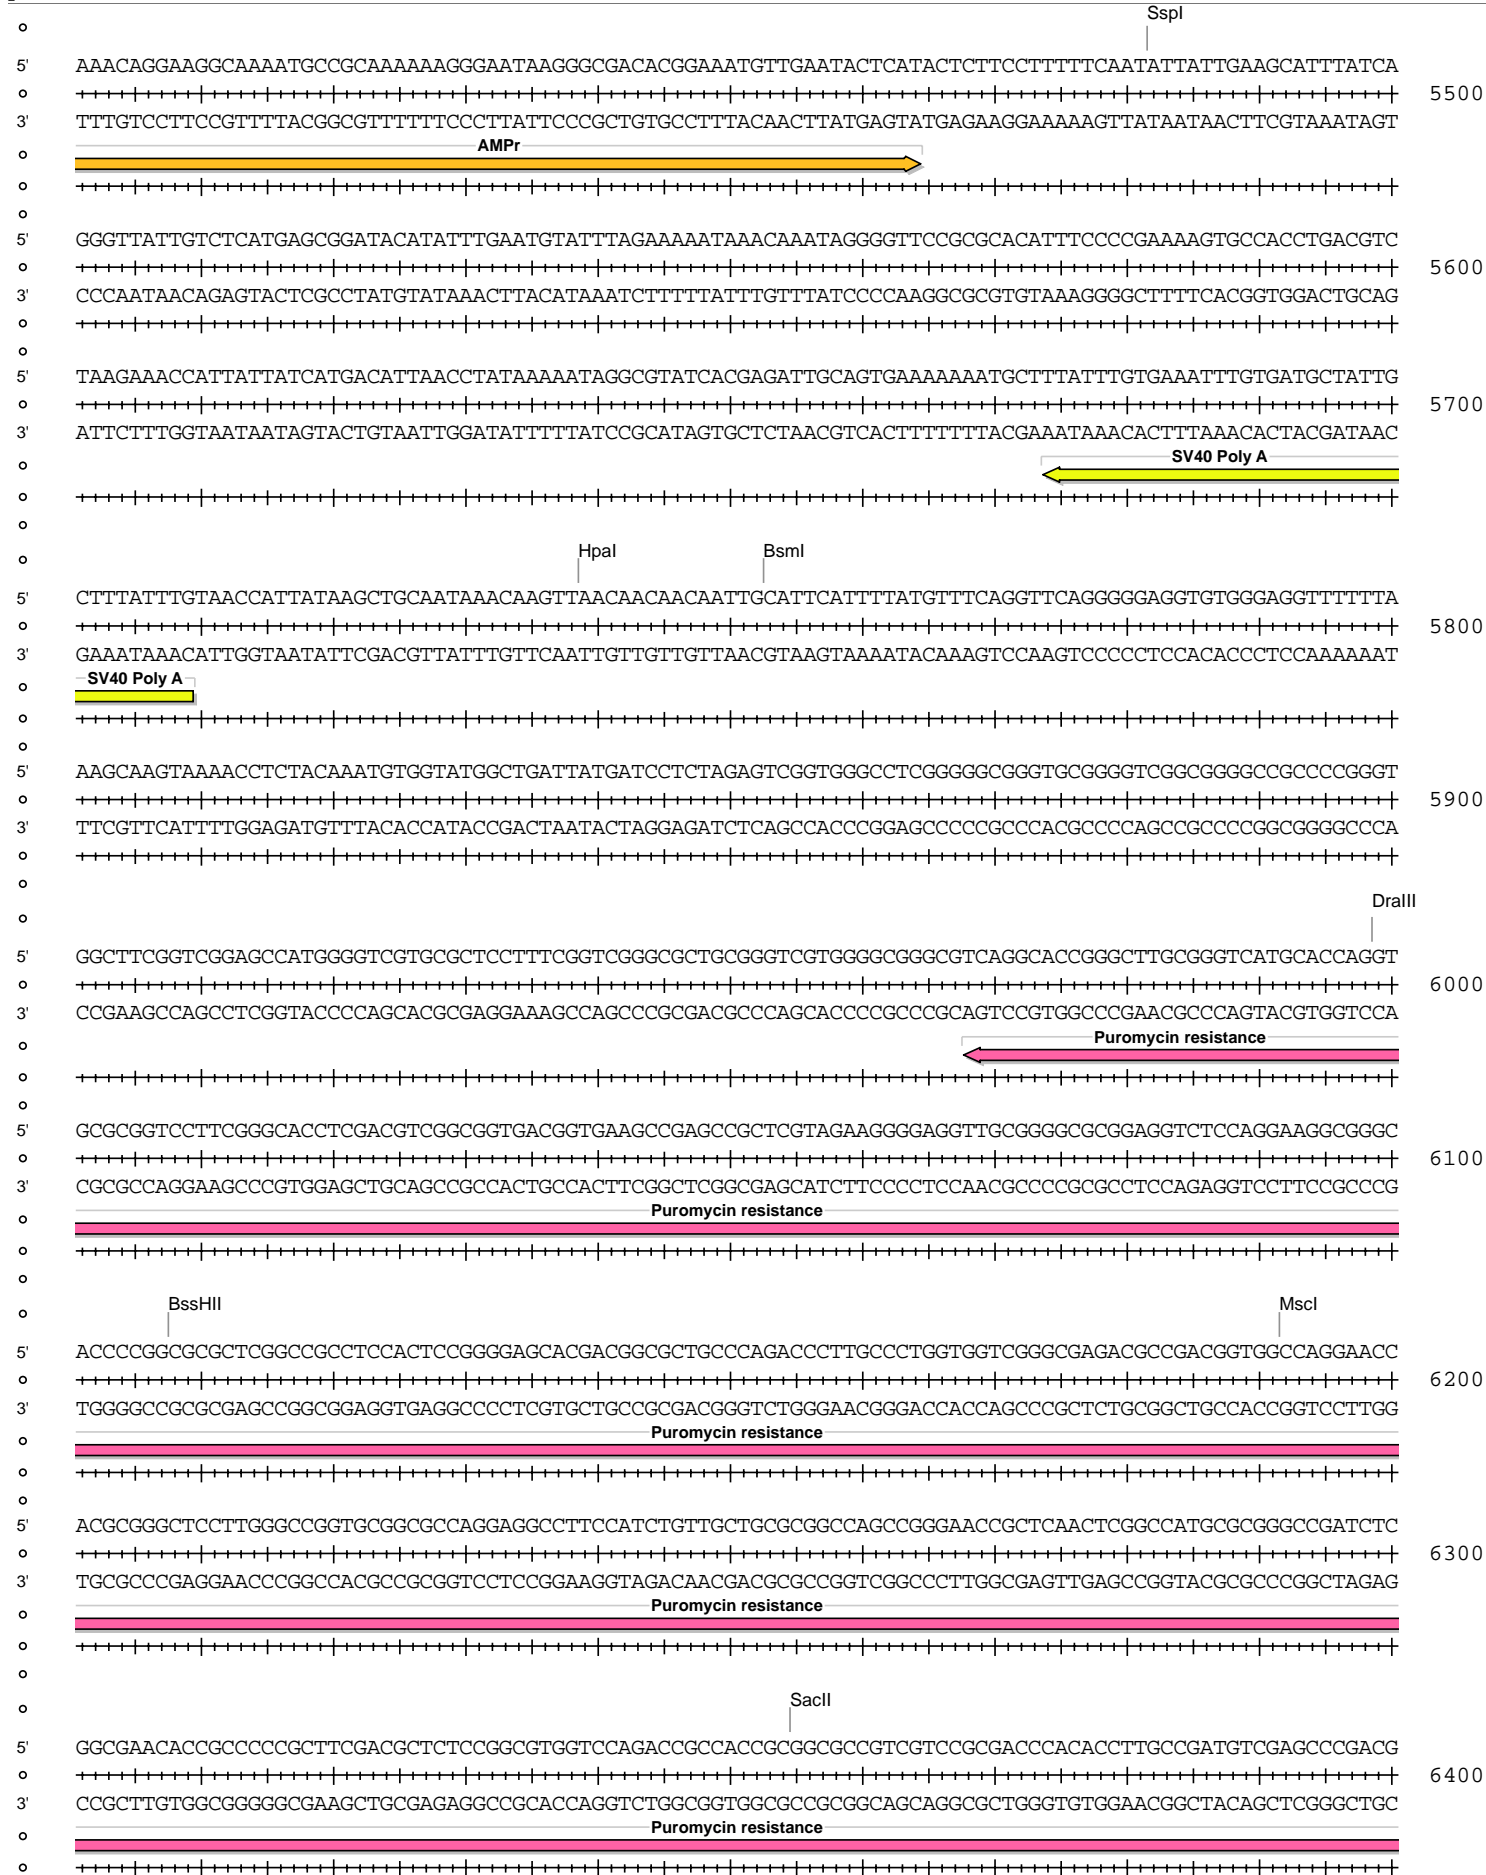 SspI
5' AAACAGGAAGGCAAAATGCCGCAAAAAAGGGAATAAGGGCGACACGGAAATGTTGAATACTCATACTCTTCCTTTTTCAATATTATTGAAGCATTTATCA
5500
3' TTTGTCCTTCCGTTTTACGGCGTTTTTTCCCTTATTCCCGCTGTGCCTTTACAACTTATGAGTATGAGAAGGAAAAAGTTATAATAACTTCGTAAATAGT
AMPr
5' GGGTTATTGTCTCATGAGCGGATACATATTTGAATGTATTTAGAAAAATAAACAAATAGGGGTTCCGCGCACATTTCCCCGAAAAGTGCCACCTGACGTC
5600
3' CCCAATAACAGAGTACTCGCCTATGTATAAACTTACATAAATCTTTTTATTTGTTTATCCCCAAGGCGCGTGTAAAGGGGCTTTTCACGGTGGACTGCAG
5' TAAGAAACCATTATTATCATGACATTAACCTATAAAAATAGGCGTATCACGAGATTGCAGTGAAAAAAATGCTTTATTTGTGAAATTTGTGATGCTATTG
5700
3' ATTCTTTGGTAATAATAGTACTGTAATTGGATATTTTTATCCGCATAGTGCTCTAACGTCACTTTTTTTACGAAATAAACACTTTAAACACTACGATAAC
SV40 Poly A
HpaI BsmI
5' CTTTATTTGTAACCATTATAAGCTGCAATAAACAAGTTAACAACAACAATTGCATTCATTTTATGTTTCAGGTTCAGGGGGAGGTGTGGGAGGTTTTTTA
5800
3' GAAATAAACATTGGTAATATTCGACGTTATTTGTTCAATTGTTGTTGTTAACGTAAGTAAAATACAAAGTCCAAGTCCCCCTCCACACCCTCCAAAAAAT
SV40 Poly A
5' AAGCAAGTAAAACCTCTACAAATGTGGTATGGCTGATTATGATCCTCTAGAGTCGGTGGGCCTCGGGGGCGGGTGCGGGGTCGGCGGGGCCGCCCCGGGT
5900
3' TTCGTTCATTTTGGAGATGTTTACACCATACCGACTAATACTAGGAGATCTCAGCCACCCGGAGCCCCCGCCCACGCCCCAGCCGCCCCGGCGGGGCCCA
DraIII
5' GGCTTCGGTCGGAGCCATGGGGTCGTGCGCTCCTTTCGGTCGGGCGCTGCGGGTCGTGGGGCGGGCGTCAGGCACCGGGCTTGCGGGTCATGCACCAGGT
6000
3' CCGAAGCCAGCCTCGGTACCCCAGCACGCGAGGAAAGCCAGCCCGCGACGCCCAGCACCCCGCCCGCAGTCCGTGGCCCGAACGCCCAGTACGTGGTCCA
Puromycin resistance
5' GCGCGGTCCTTCGGGCACCTCGACGTCGGCGGTGACGGTGAAGCCGAGCCGCTCGTAGAAGGGGAGGTTGCGGGGCGCGGAGGTCTCCAGGAAGGCGGGC
6100
3' CGCGCCAGGAAGCCCGTGGAGCTGCAGCCGCCACTGCCACTTCGGCTCGGCGAGCATCTTCCCCTCCAACGCCCCGCGCCTCCAGAGGTCCTTCCGCCCG
Puromycin resistance
BssHII MscI
5' ACCCCGGCGCGCTCGGCCGCCTCCACTCCGGGGAGCACGACGGCGCTGCCCAGACCCTTGCCCTGGTGGTCGGGCGAGACGCCGACGGTGGCCAGGAACC
6200
3' TGGGGCCGCGCGAGCCGGCGGAGGTGAGGCCCCTCGTGCTGCCGCGACGGGTCTGGGAACGGGACCACCAGCCCGCTCTGCGGCTGCCACCGGTCCTTGG
Puromycin resistance
5' ACGCGGGCTCCTTGGGCCGGTGCGGCGCCAGGAGGCCTTCCATCTGTTGCTGCGCGGCCAGCCGGGAACCGCTCAACTCGGCCATGCGCGGGCCGATCTC
6300
3' TGCGCCCGAGGAACCCGGCCACGCCGCGGTCCTCCGGAAGGTAGACAACGACGCGCCGGTCGGCCCTTGGCGAGTTGAGCCGGTACGCGCCCGGCTAGAG
Puromycin resistance
SacII
5' GGCGAACACCGCCCCCGCTTCGACGCTCTCCGGCGTGGTCCAGACCGCCACCGCGGCGCCGTCGTCCGCGACCCACACCTTGCCGATGTCGAGCCCGACG
6400
3' CCGCTTGTGGCGGGGGCGAAGCTGCGAGAGGCCGCACCAGGTCTGGCGGTGGCGCCGCGGCAGCAGGCGCTGGGTGTGGAACGGCTACAGCTCGGGCTGC
Puromycin resistance